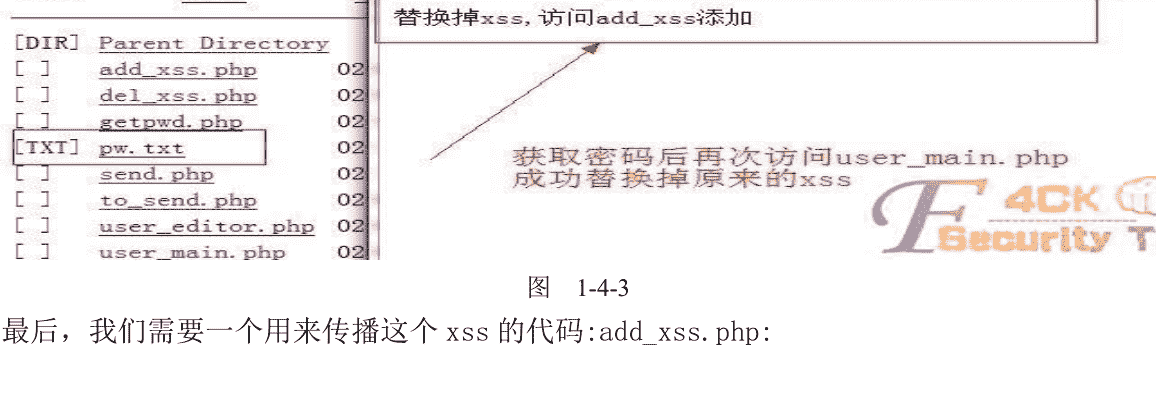 替换掉xss,访问add_xss添加
[DIR] Parent Directory
[ ] add_xss.php 02
[ ] del_xss.php 02
[ ] getpwd.php 02
[TXT] pw.txt 02
[ ] send.php 02
[ ] to_send.php 02
[ ] user_editor.php 02
[ ] user_main.php 02
获取密码后再次访问user_main.php
成功替换掉原来的xss
F4CK
Security T
图 1-4-3
最后，我们需要一个用来传播这个 xss 的代码:add_xss.php: